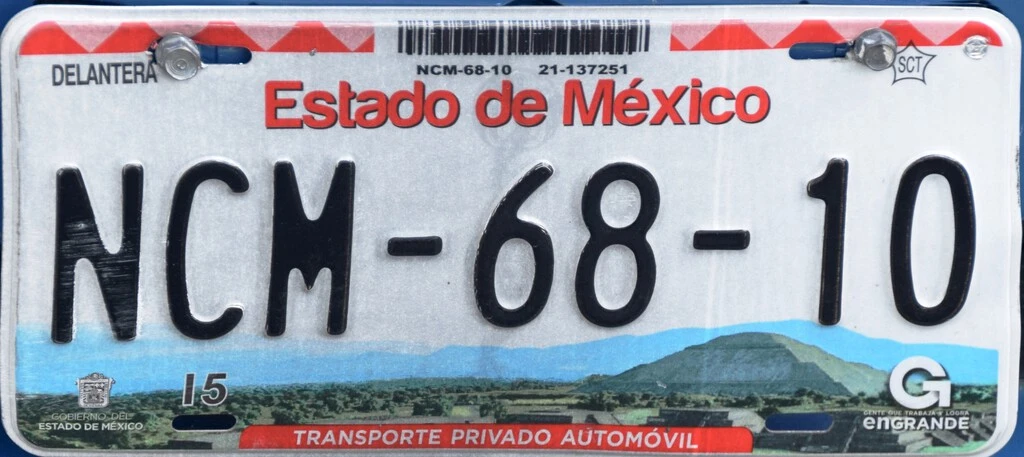 DELANTERA
NCM-68-10 21-137251
SCT
Estado de México
NCM-68-10
15
GOBIERNO DEL
ESTADO DE MÉXICO
G
GENTE QUE TRABAJA Y LOGRA
enGRANDE
TRANSPORTE PRIVADO AUTOMÓVIL